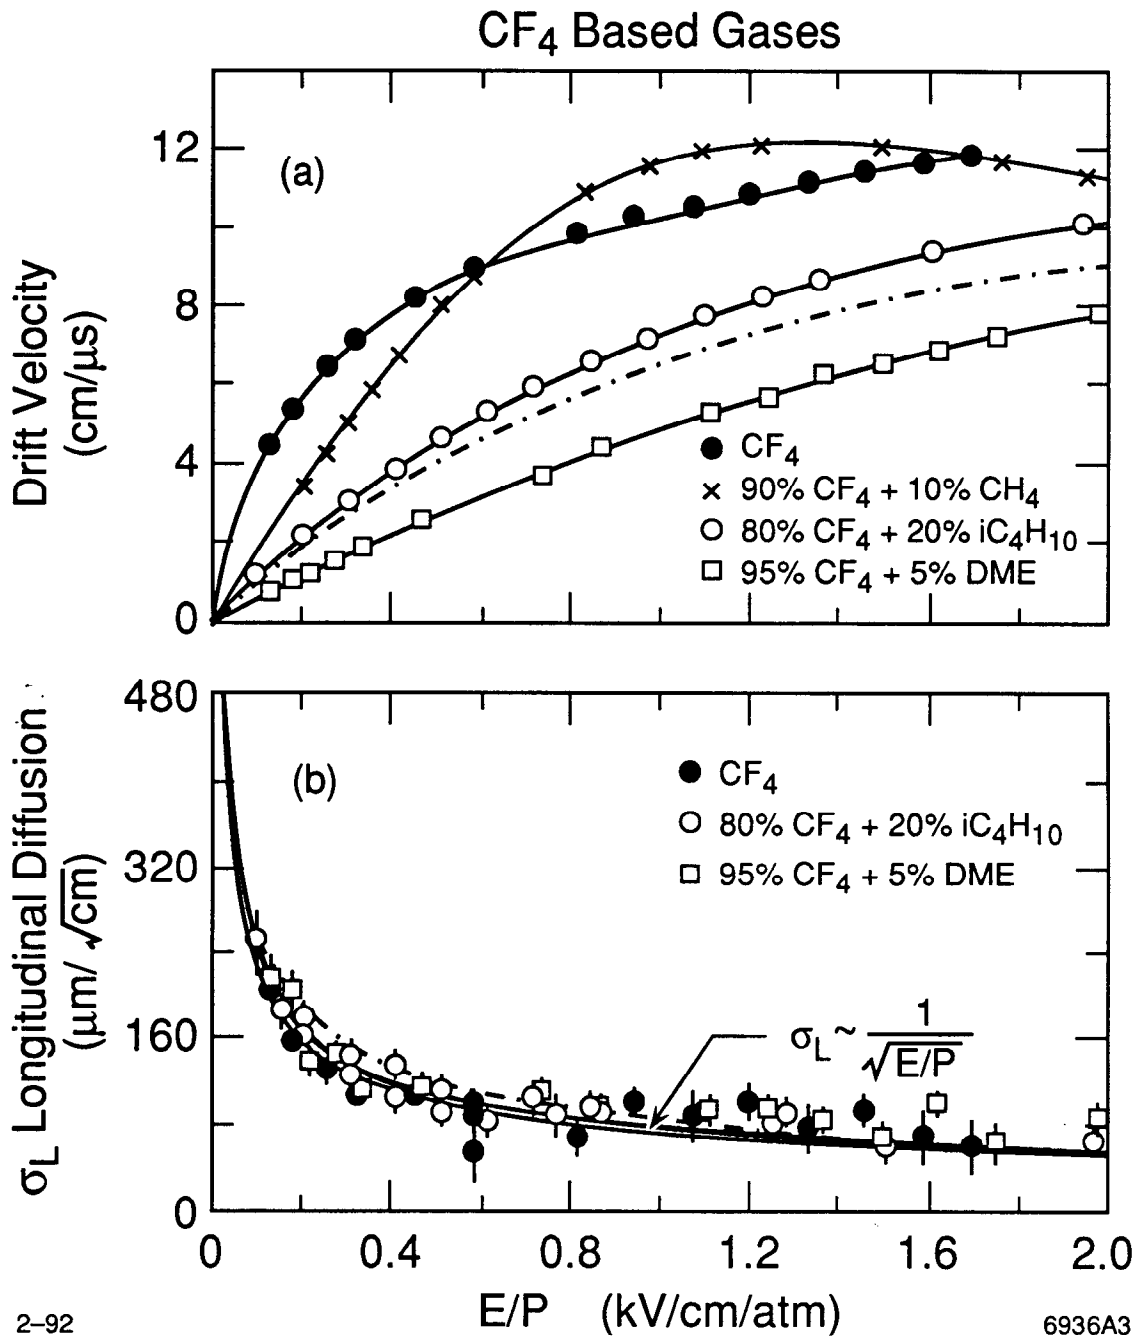 CF4 Based Gases
12
8
4
0
Drift Velocity
(cm/μs)
(a)
CF4
90% CF4 + 10% CH4
80% CF4 + 20% iC4H10
95% CF4 + 5% DME
480
320
160
0
σL Longitudinal Diffusion
(μm/ √cm)
(b)
CF4
80% CF4 + 20% iC4H10
95% CF4 + 5% DME
σL ~ 1
√E/P
0 0.4 0.8 1.2 1.6 2.0
E/P (kV/cm/atm)
2–92 6936A3